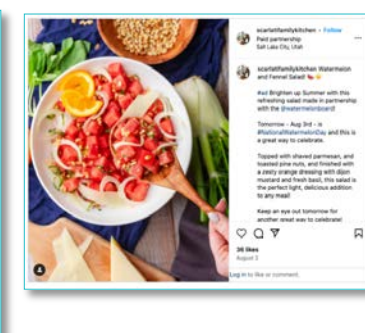 scarlatifamilykitchen • Follow
Paid partnership
Salt Lake City, Utah
scarlatifamilykitchen Watermelon
and Fennel Salad! 🍉☀️
#ad Brighten up Summer with this
refreshing salad made in partnership
with the @watermelonboard!
Tomorrow - Aug 3rd - is
#NationalWatermelonDay and this is
a great way to celebrate.
Topped with shaved parmesan, and
toasted pine nuts, and finished with
a zesty orange dressing with dijon
mustard and fresh basil, this salad is
the perfect light, delicious addition
to any meal!
Keep an eye out tomorrow for
another great way to celebrate!
36 likes
August 2
Log in to like or comment.